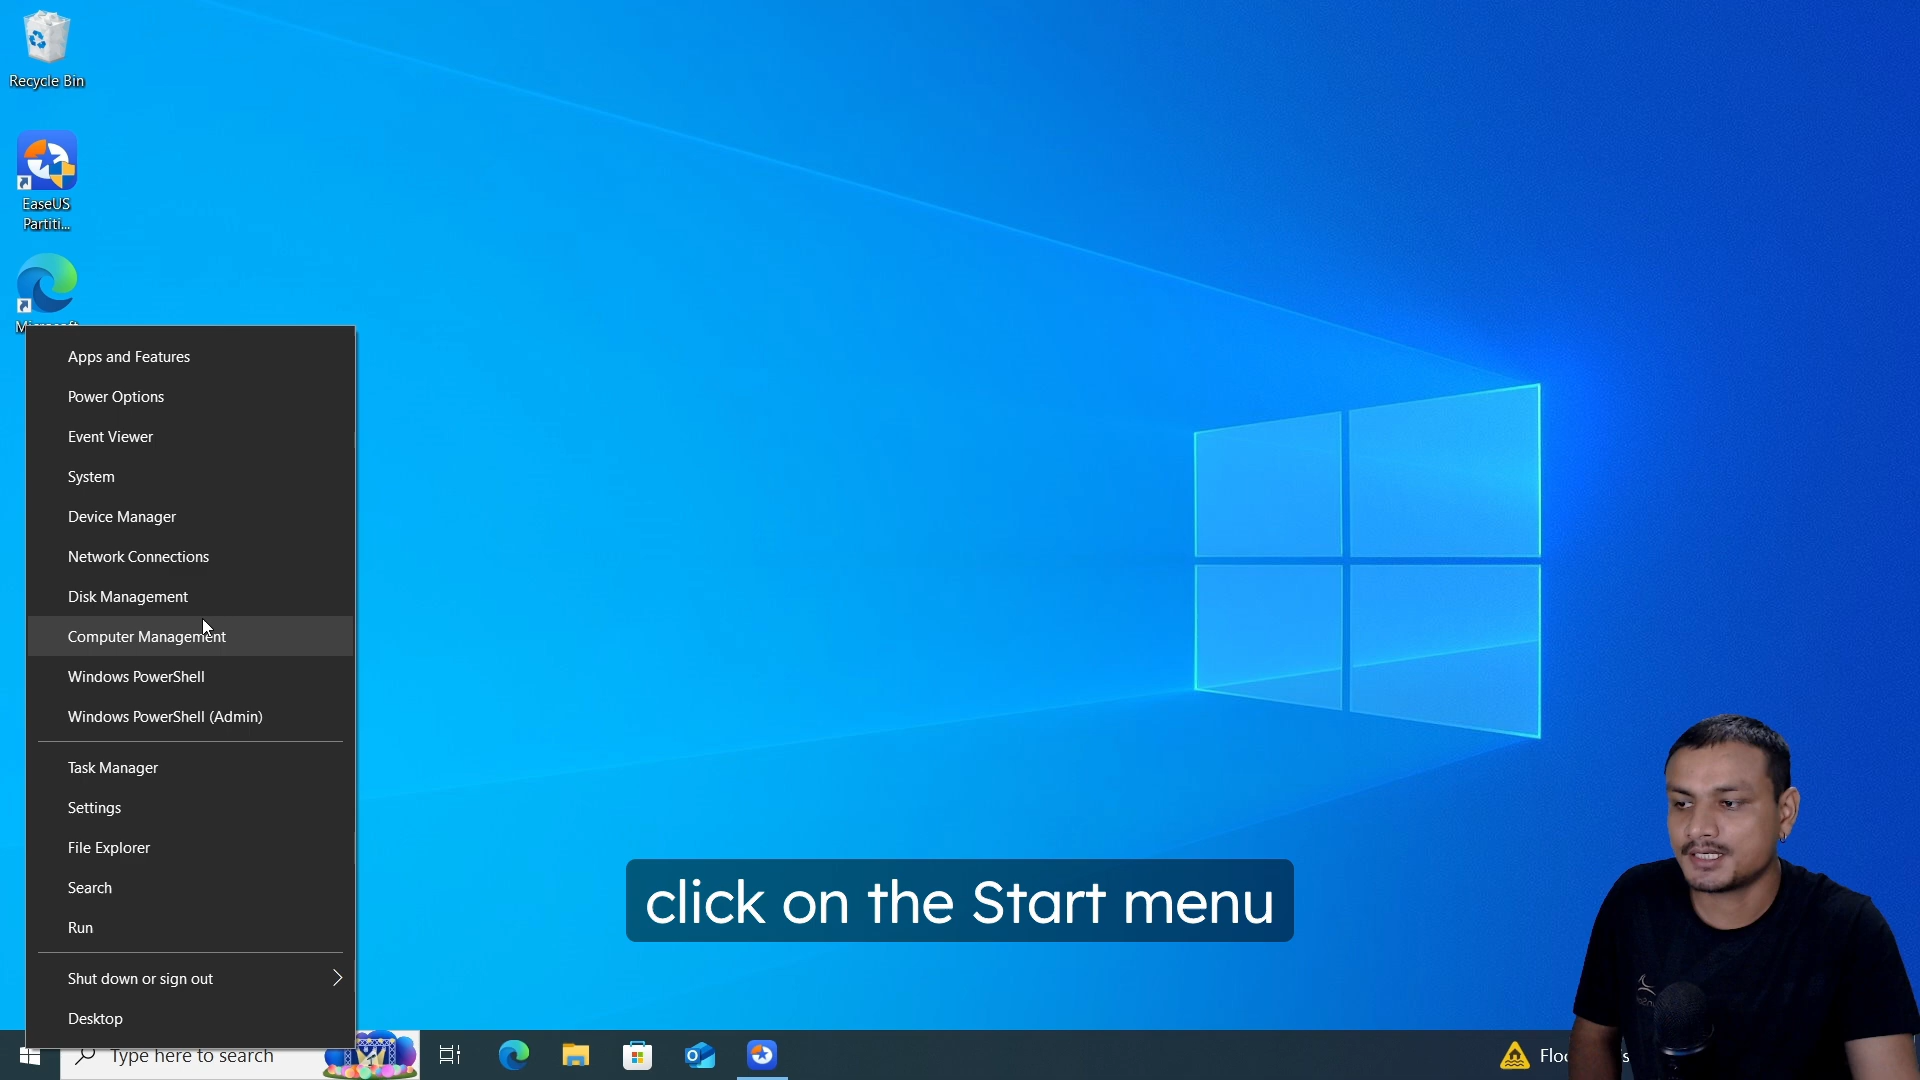 Recycle Bin
EaseUS
Partiti...
Apps and Features
Power Options
Event Viewer
System
Device Manager
Network Connections
Disk Management
Computer Management
Windows PowerShell
Windows PowerShell (Admin)
Task Manager
Settings
File Explorer
Search
Run
Shut down or sign out
Desktop
click on the Start menu
Type here to search